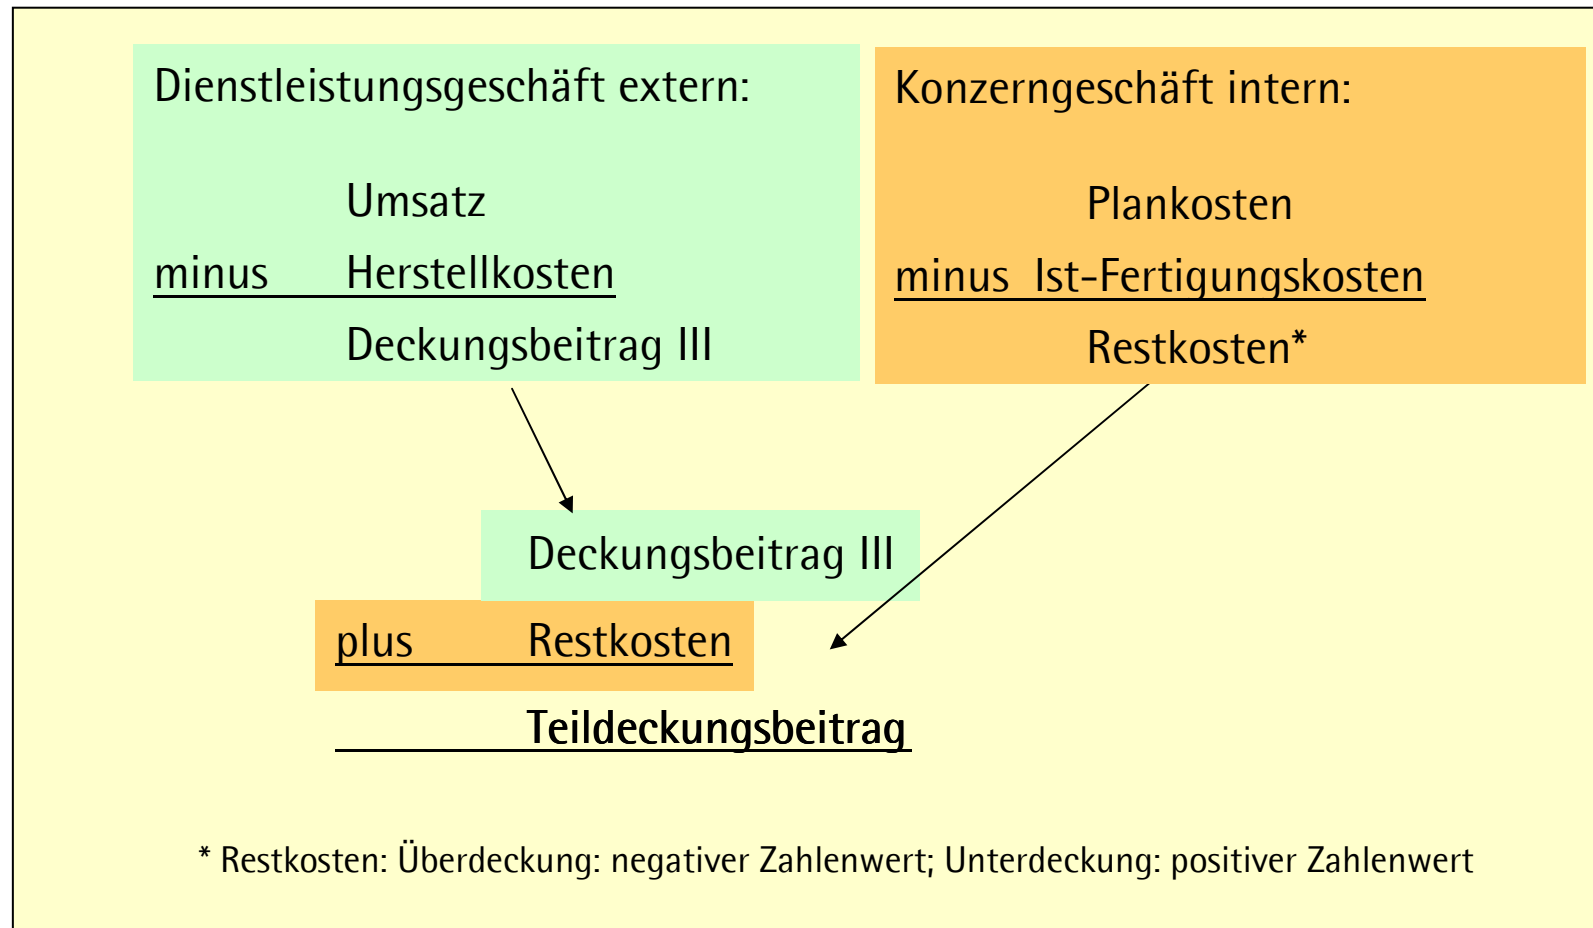 Dienstleistungsgeschäft extern:
Umsatz
minus Herstellkosten
Deckungsbeitrag III
Konzerngeschäft intern:
Plankosten
minus Ist-Fertigungskosten
Restkosten*
Deckungsbeitrag III
plus Restkosten
Teildeckungsbeitrag
* Restkosten: Überdeckung: negativer Zahlenwert; Unterdeckung: positiver Zahlenwert